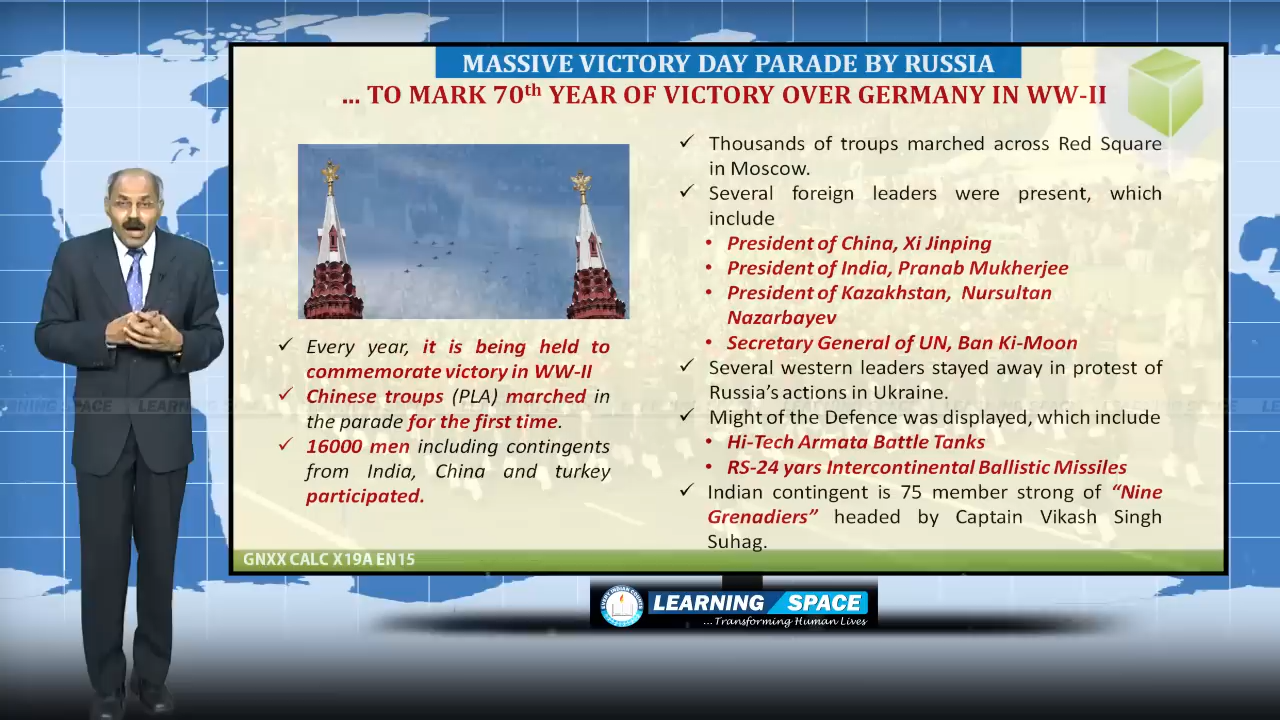 MASSIVE VICTORY DAY PARADE BY RUSSIA
... TO MARK 70th YEAR OF VICTORY OVER GERMANY IN WW-II
✓ Every year, it is being held to
commemorate victory in WW-II
✓ Chinese troups (PLA) marched in
the parade for the first time.
✓ 16000 men including contingents
from India, China and turkey
participated.
✓ Thousands of troups marched across Red Square
in Moscow.
✓ Several foreign leaders were present, which
include
• President of China, Xi Jinping
• President of India, Pranab Mukherjee
• President of Kazakhstan, Nursultan
Nazarbayev
• Secretary General of UN, Ban Ki-Moon
✓ Several western leaders stayed away in protest of
Russia's actions in Ukraine.
✓ Might of the Defence was displayed, which include
• Hi-Tech Armata Battle Tanks
• RS-24 yars Intercontinental Ballistic Missiles
✓ Indian contingent is 75 member strong of “Nine
Grenadiers” headed by Captain Vikash Singh
Suhag.
GNXX CALC X19A EN15
LEARNING SPACE
...Transforming Human Lives